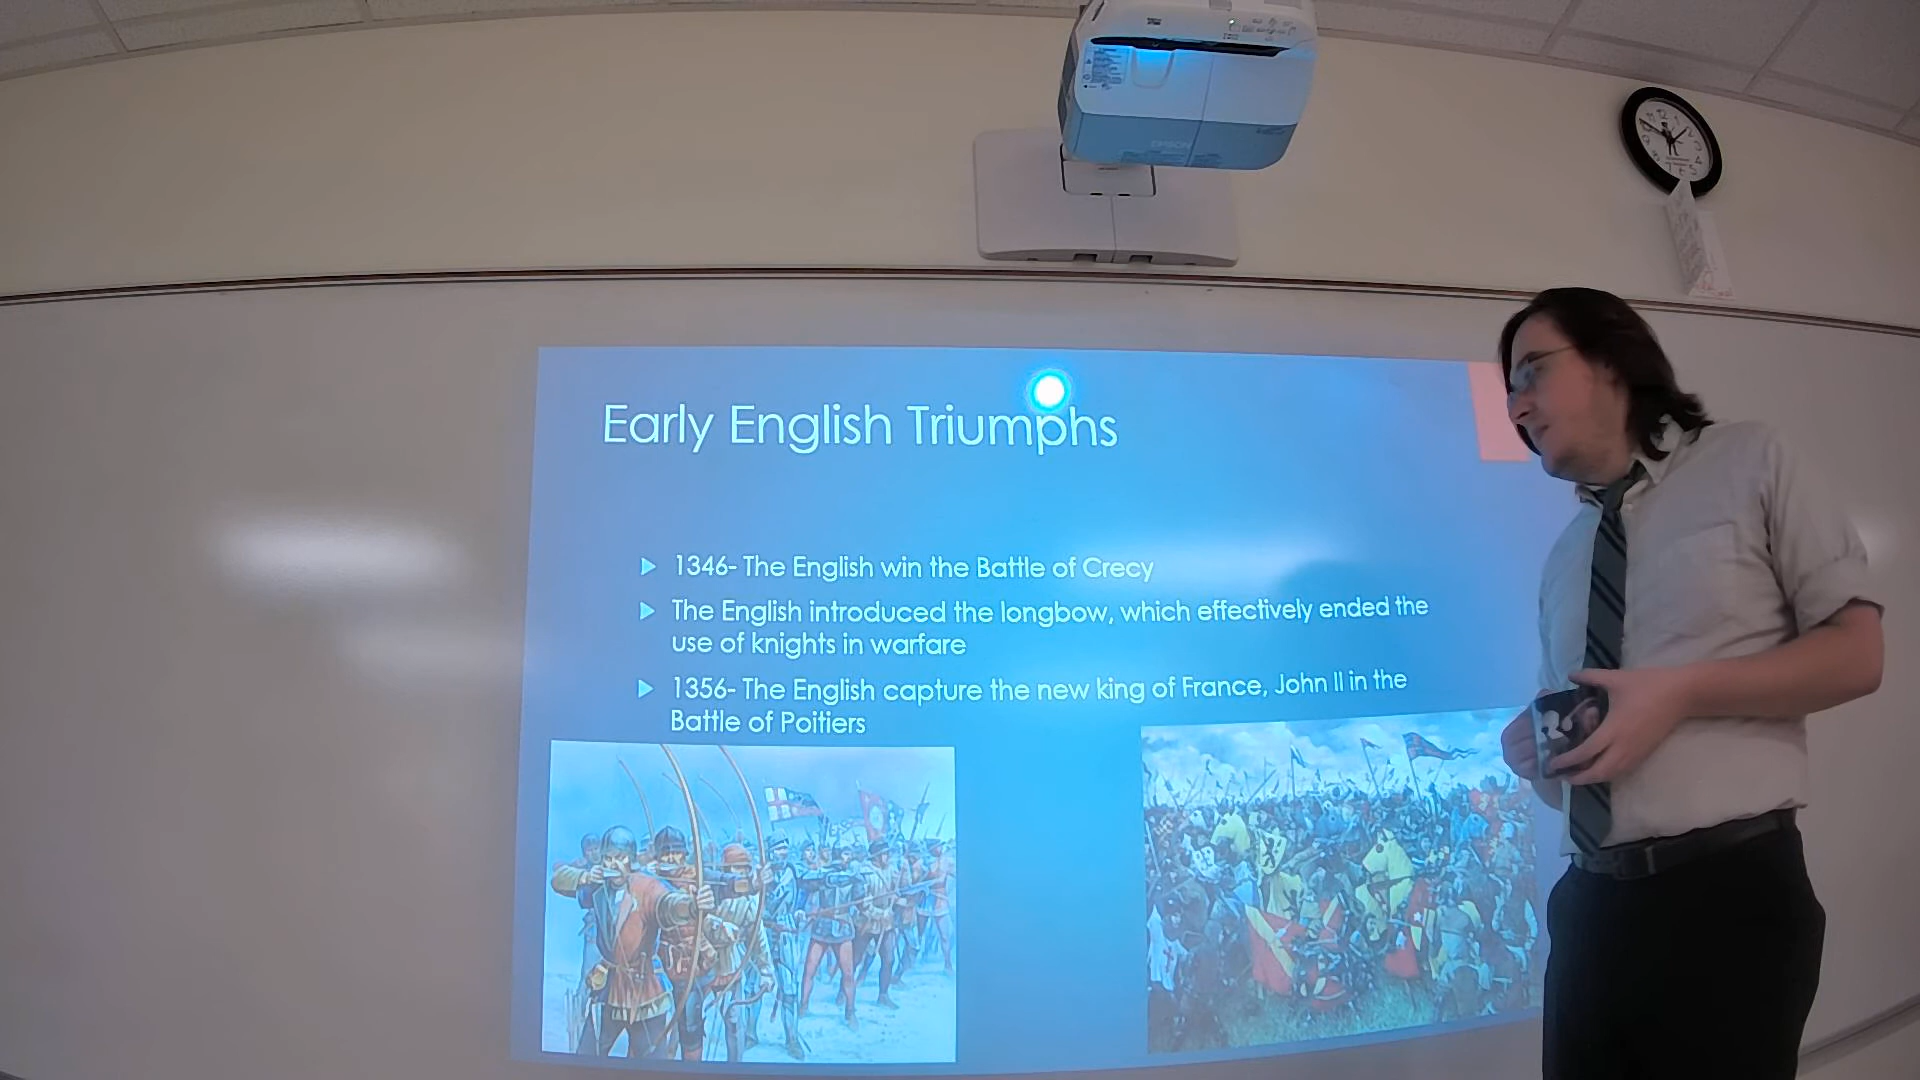 EPSON
12
Early English Triumphs
1346- The English win the Battle of Crecy
The English introduced the longbow, which effectively ended the
use of knights in warfare
1356- The English capture the new king of France, John II in the
Battle of Poitiers